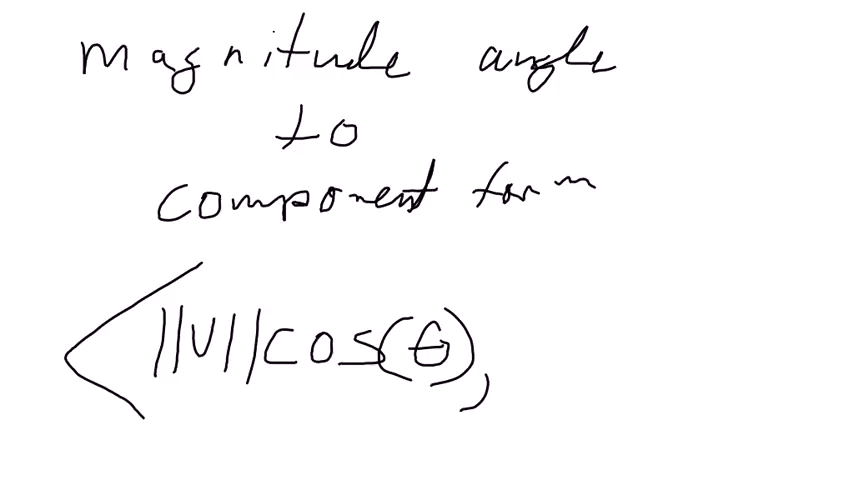 magnitude angle
to
component form
<||v||cos(θ),